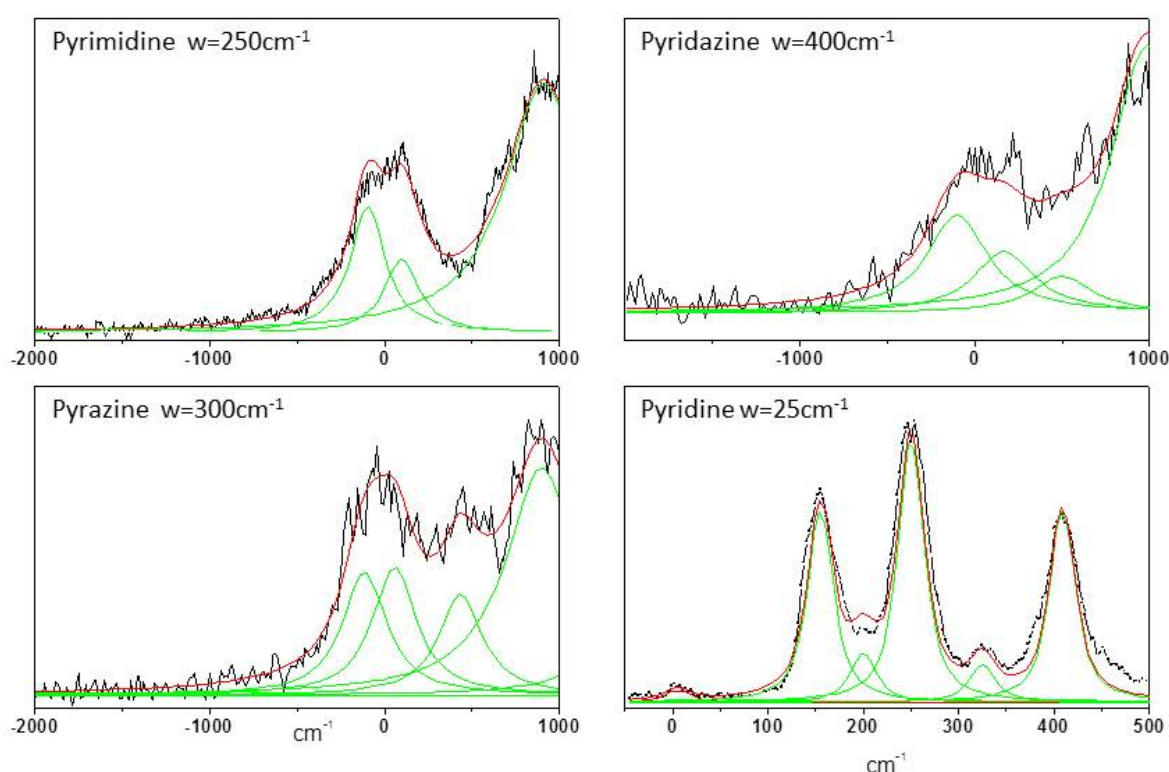 Pyrimidine w=250cm⁻¹
-2000 -1000 0 1000
Pyridazine w=400cm⁻¹
-1000 0 1000
Pyrazine w=300cm⁻¹
-2000 -1000 0 1000
cm⁻¹
Pyridine w=25cm⁻¹
0 100 200 300 400 500
cm⁻¹